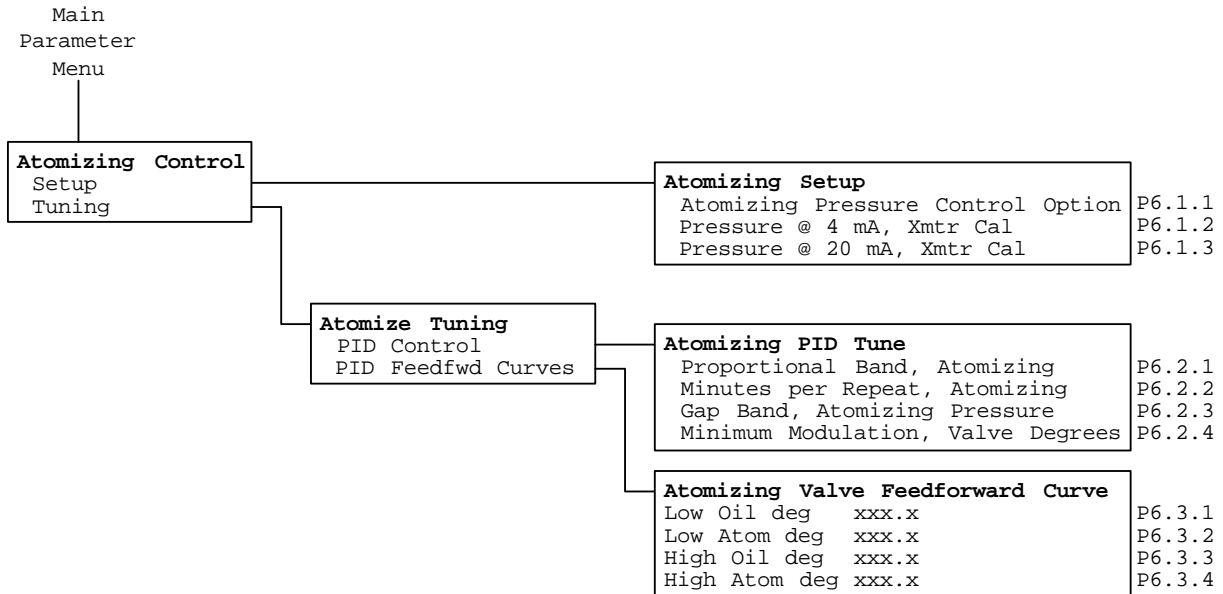 Main
Parameter
Menu
Atomizing Control
Setup
Tuning
Atomizing Setup
Atomizing Pressure Control Option P6.1.1
Pressure @ 4 mA, Xmtr Cal P6.1.2
Pressure @ 20 mA, Xmtr Cal P6.1.3
Atomize Tuning
PID Control
PID Feedfwd Curves
Atomizing PID Tune
Proportional Band, Atomizing P6.2.1
Minutes per Repeat, Atomizing P6.2.2
Gap Band, Atomizing Pressure P6.2.3
Minimum Modulation, Valve Degrees P6.2.4
Atomizing Valve Feedforward Curve
Low Oil deg xxx.x P6.3.1
Low Atom deg xxx.x P6.3.2
High Oil deg xxx.x P6.3.3
High Atom deg xxx.x P6.3.4